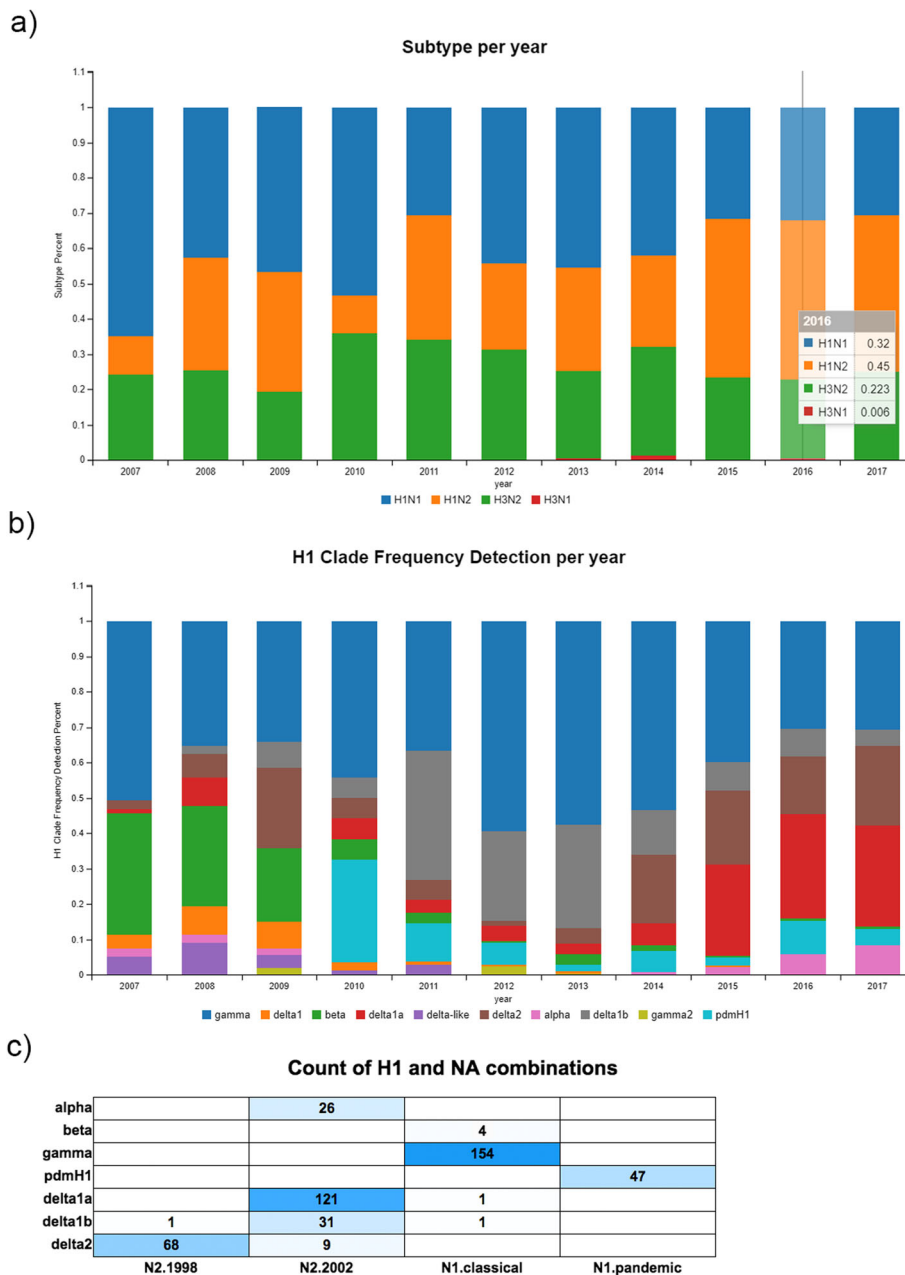 a)
Subtype per year
1.1
1
0.9
0.8
0.7
0.6
0.5
0.4
0.3
0.2
0.1
0
Subtype Percent
2016
H1N1 0.32
H1N2 0.45
H3N2 0.223
H3N1 0.006
2007 2008 2009 2010 2011 2012 2013 2014 2015 2016 2017
year
H1N1 H1N2 H3N2 H3N1
b)
H1 Clade Frequency Detection per year
1.1
1
0.9
0.8
0.7
0.6
0.5
0.4
0.3
0.2
0.1
0
H1 Clade Frequency Detection Percent
2007 2008 2009 2010 2011 2012 2013 2014 2015 2016 2017
year
gamma delta1 beta delta1a delta-like delta2 alpha delta1b gamma2 pdmH1
c)
Count of H1 and NA combinations
alpha 26
beta 4
gamma 154
pdmH1 47
delta1a 121 1
delta1b 1 31 1
delta2 68 9
N2.1998 N2.2002 N1.classical N1.pandemic